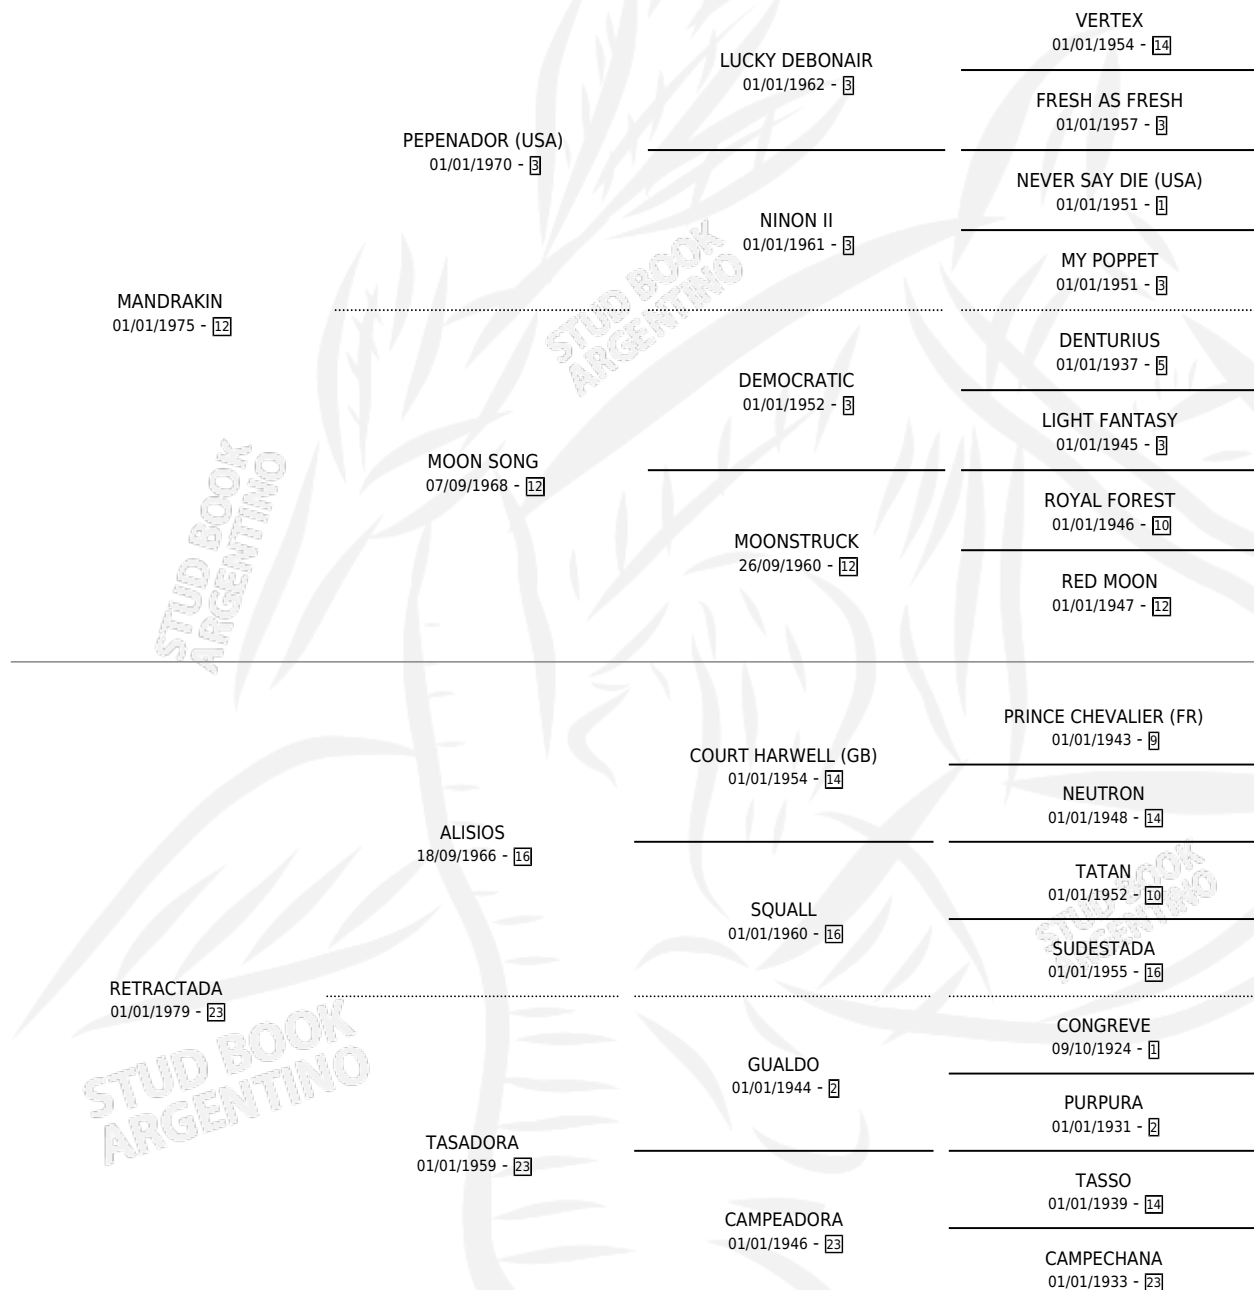 VERTEX
01/01/1954 - 14
LUCKY DEBONAIR
01/01/1962 - 3
FRESH AS FRESH
01/01/1957 - 3
PEPENADOR (USA)
01/01/1970 - 3
NEVER SAY DIE (USA)
01/01/1951 - 1
NINON II
01/01/1961 - 3
MY POPPET
01/01/1951 - 3
MANDRAKIN
01/01/1975 - 12
DENTURIUS
01/01/1937 - 5
DEMOCRATIC
01/01/1952 - 3
LIGHT FANTASY
01/01/1945 - 3
MOON SONG
07/09/1968 - 12
ROYAL FOREST
01/01/1946 - 10
MOONSTRUCK
26/09/1960 - 12
RED MOON
01/01/1947 - 12
PRINCE CHEVALIER (FR)
01/01/1943 - 9
COURT HARWELL (GB)
01/01/1954 - 14
NEUTRON
01/01/1948 - 14
ALISIOS
18/09/1966 - 16
TATAN
01/01/1952 - 10
SQUALL
01/01/1960 - 16
SUDESTADA
01/01/1955 - 16
RETRACTADA
01/01/1979 - 23
CONGREVE
09/10/1924 - 1
GUALDO
01/01/1944 - 2
PURPURA
01/01/1931 - 2
TASADORA
01/01/1959 - 23
TASSO
01/01/1939 - 14
CAMPEADORA
01/01/1946 - 23
CAMPECHANA
01/01/1933 - 23
STUD BOOK
ARGENTINO
STUD BOOK
ARGENTINO
STUD BOOK
ARGENTINO
STUD BOOK
ARGENTINO